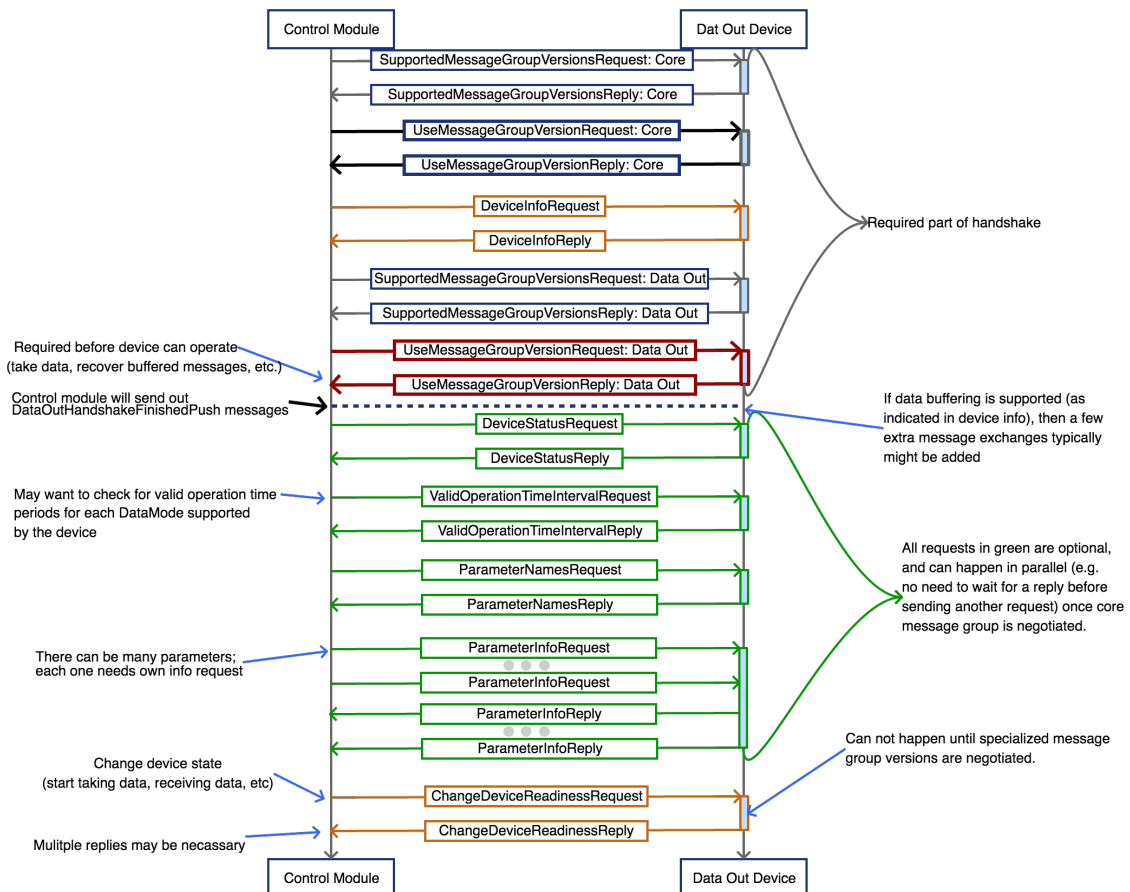 Control Module
Dat Out Device
SupportedMessageGroupVersionsRequest: Core
SupportedMessageGroupVersionsReply: Core
UseMessageGroupVersionRequest: Core
UseMessageGroupVersionReply: Core
DeviceInfoRequest
Required part of handshake
DeviceInfoReply
SupportedMessageGroupVersionsRequest: Data Out
SupportedMessageGroupVersionsReply: Data Out
Required before device can operate
(take data, recover buffered messages, etc.)
UseMessageGroupVersionRequest: Data Out
UseMessageGroupVersionReply: Data Out
Control module will send out
DataOutHandshakeFinishedPush messages
If data buffering is supported (as
indicated in device info), then a few
extra message exchanges typically
might be added
DeviceStatusRequest
DeviceStatusReply
May want to check for valid operation time
periods for each DataMode supported
by the device
ValidOperationTimeIntervalRequest
ValidOperationTimeIntervalReply
All requests in green are optional,
and can happen in parallel (e.g.
no need to wait for a reply before
sending another request) once core
message group is negotiated.
ParameterNamesRequest
ParameterNamesReply
There can be many parameters;
each one needs own info request
ParameterInfoRequest
ParameterInfoRequest
ParameterInfoReply
ParameterInfoReply
Can not happen until specialized message
group versions are negotiated.
Change device state
(start taking data, receiving data, etc)
ChangeDeviceReadinessRequest
ChangeDeviceReadinessReply
Mulitple replies may be necassary
Control Module
Data Out Device